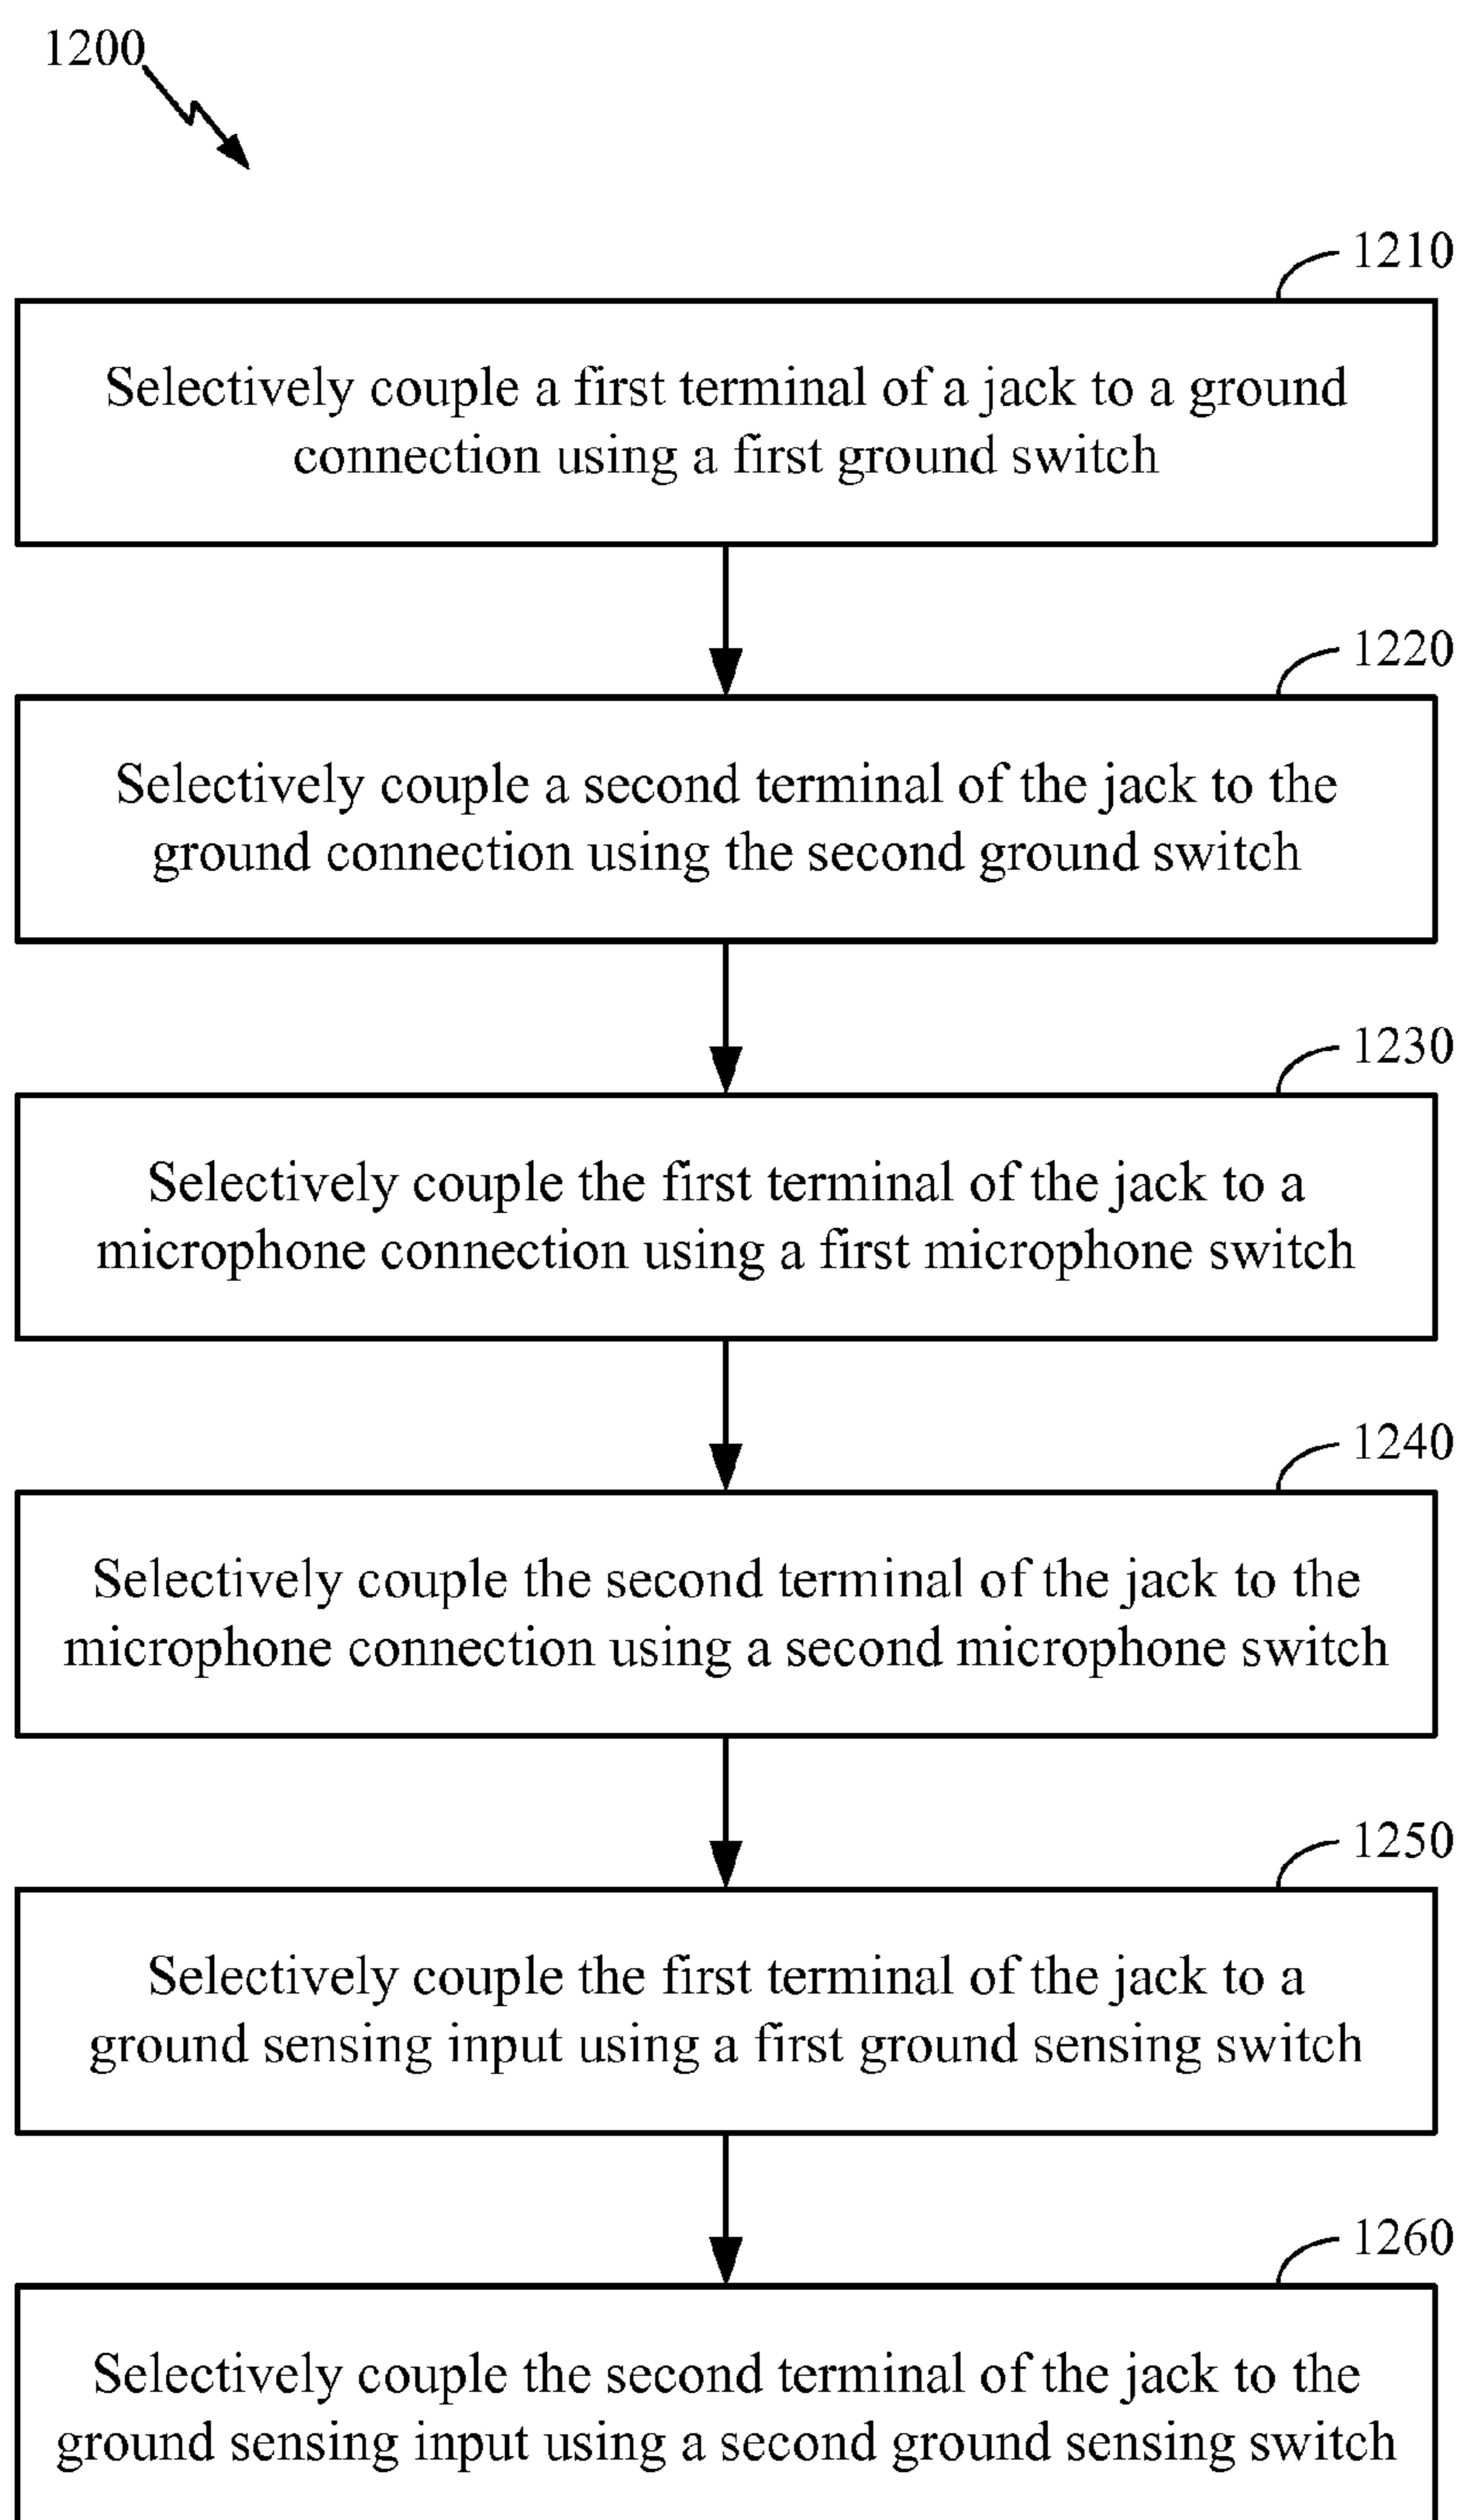 1200
1210
Selectively couple a first terminal of a jack to a ground
connection using a first ground switch
1220
Selectively couple a second terminal of the jack to the
ground connection using the second ground switch
1230
Selectively couple the first terminal of the jack to a
microphone connection using a first microphone switch
1240
Selectively couple the second terminal of the jack to the
microphone connection using a second microphone switch
1250
Selectively couple the first terminal of the jack to a
ground sensing input using a first ground sensing switch
1260
Selectively couple the second terminal of the jack to the
ground sensing input using a second ground sensing switch